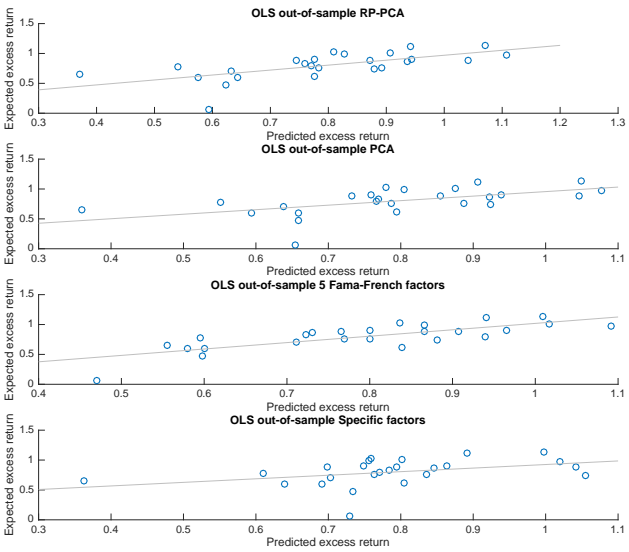 OLS out-of-sample RP-PCA
Expected excess return
1.5
1
0.5
0
0.3 0.4 0.5 0.6 0.7 0.8 0.9 1 1.1 1.2 1.3
Predicted excess return
OLS out-of-sample PCA
Expected excess return
1.5
1
0.5
0
0.3 0.4 0.5 0.6 0.7 0.8 0.9 1 1.1
Predicted excess return
OLS out-of-sample 5 Fama-French factors
Expected excess return
1.5
1
0.5
0
0.4 0.5 0.6 0.7 0.8 0.9 1 1.1
Predicted excess return
OLS out-of-sample Specific factors
Expected excess return
1.5
1
0.5
0
0.3 0.4 0.5 0.6 0.7 0.8 0.9 1 1.1
Predicted excess return